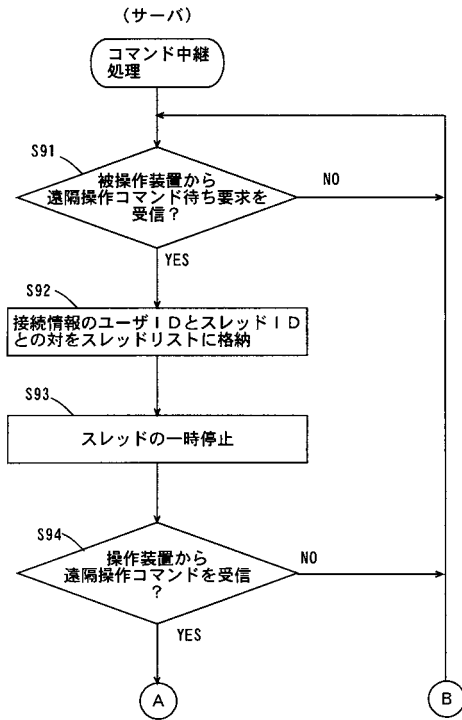 (サーバ)
コマンド中継
処理
S91
被操作装置から
遠隔操作コマンド待ち要求を
受信?
NO
YES
S92
接続情報のユーザIDとスレッドID
との対をスレッドリストに格納
S93
スレッドの一時停止
S94
操作装置から
遠隔操作コマンドを受信
?
NO
YES
A
B